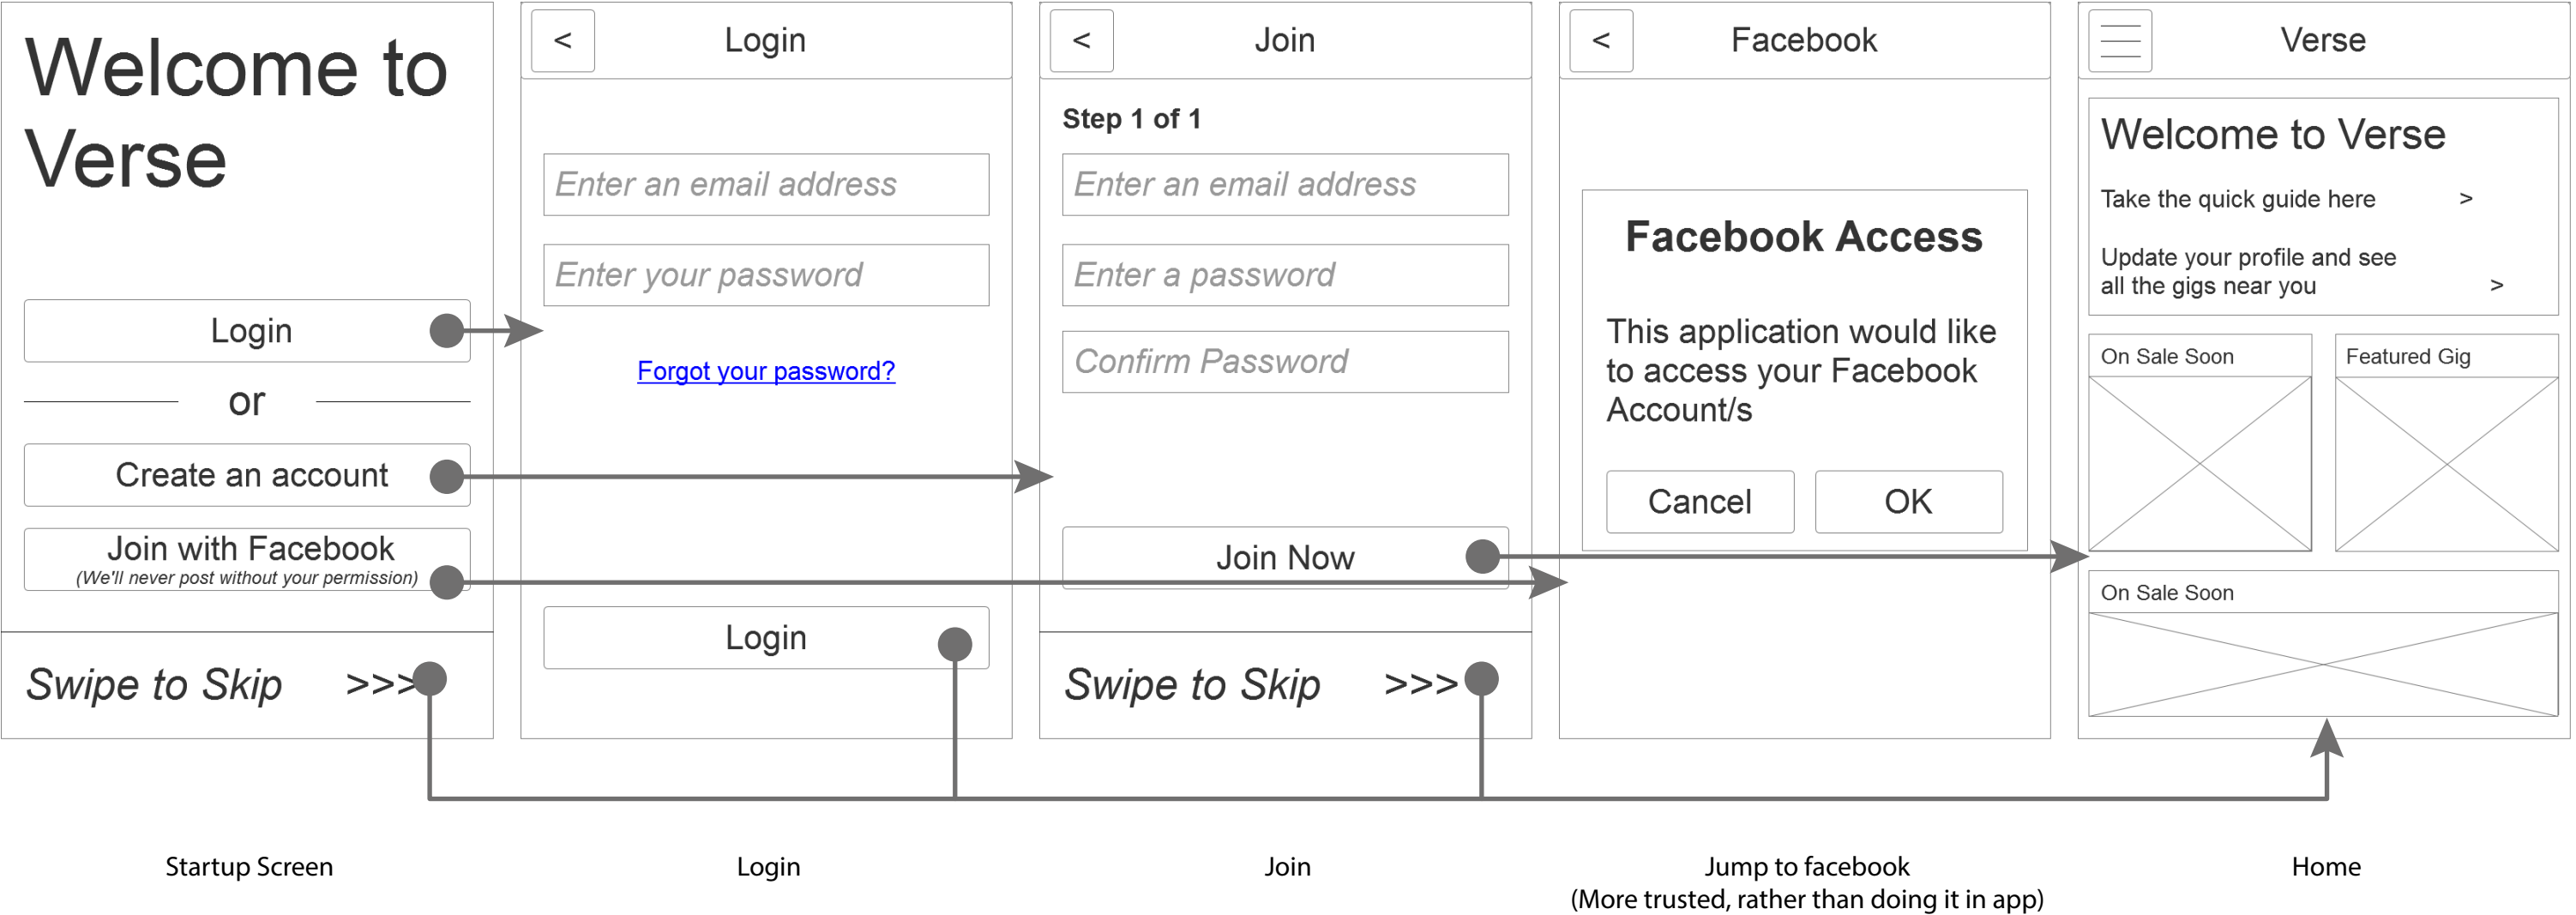 Welcome to
Verse
Login
or
Create an account
Join with Facebook
(We'll never post without your permission)
Swipe to Skip >>>
< Login
Enter an email address
Enter your password
Forgot your password?
Login
< Join
Step 1 of 1
Enter an email address
Enter a password
Confirm Password
Join Now
Swipe to Skip >>>
< Facebook
Facebook Access
This application would like
to access your Facebook
Account/s
Cancel OK
Verse
Welcome to Verse
Take the quick guide here >
Update your profile and see
all the gigs near you >
On Sale Soon
Featured Gig
On Sale Soon
Startup Screen
Login
Join
Jump to facebook
(More trusted, rather than doing it in app)
Home